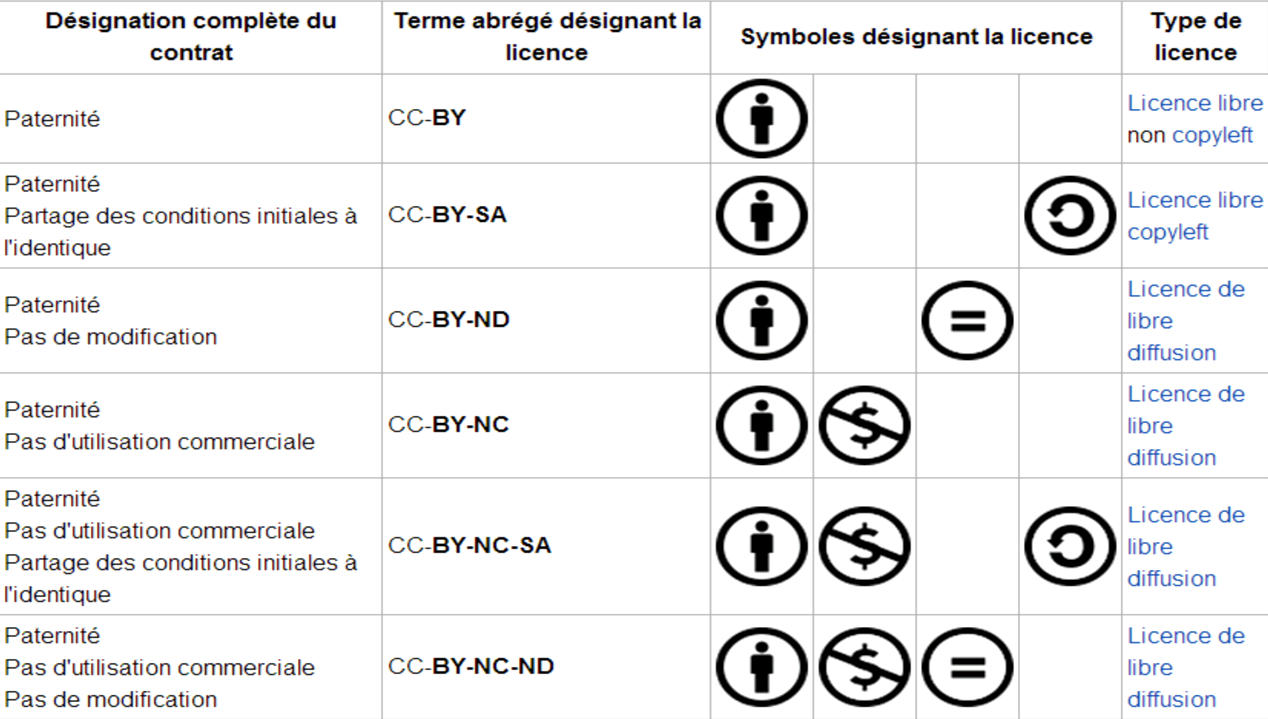 Désignation complète du
contrat
Terme abrégé désignant la
licence
Symboles désignant la licence
Type de
licence
Paternité
CC-BY
Licence libre
non copyleft
Paternité
Partage des conditions initiales à
l'identique
CC-BY-SA
Licence libre
copyleft
Paternité
Pas de modification
CC-BY-ND
=
Licence de
libre
diffusion
Paternité
Pas d'utilisation commerciale
CC-BY-NC
$
Licence de
libre
diffusion
Paternité
Pas d'utilisation commerciale
Partage des conditions initiales à
l'identique
CC-BY-NC-SA
$
Licence de
libre
diffusion
Paternité
Pas d'utilisation commerciale
Pas de modification
CC-BY-NC-ND
$
=
Licence de
libre
diffusion